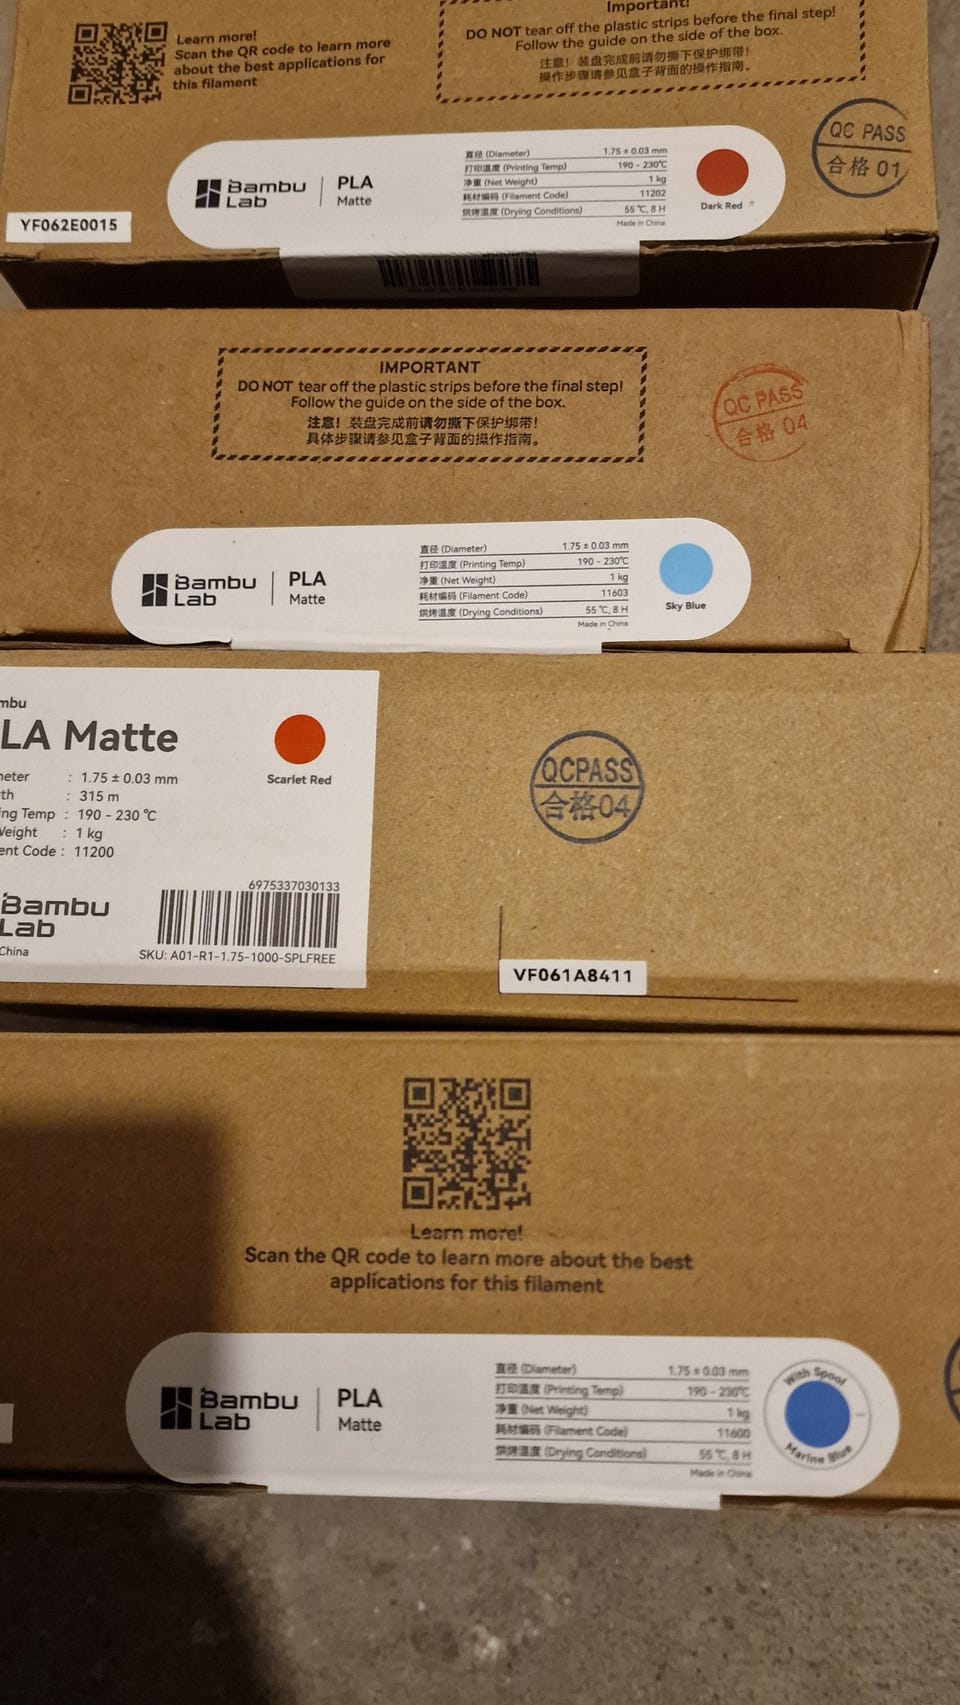 Important!
DO NOT tear off the plastic strips before the final step!
Follow the guide on the side of the box.
注意！装盘完成前请勿撕下保护绑带！
操作步骤请参见盒子背面的操作指南。
Learn more!
Scan the QR code to learn more
about the best applications for
this filament
QC PASS
合格 01
Bambu
Lab
PLA
Matte
直径 (Diameter) 1.75 ± 0.03 mm
打印温度 (Printing Temp) 190 - 230℃
净重 (Net Weight) 1 kg
耗材编码 (Filament Code) 11202
烘烤温度 (Drying Conditions) 55 ℃, 8 H
Made in China
Dark Red
YF062E0015
IMPORTANT
DO NOT tear off the plastic strips before the final step!
Follow the guide on the side of the box.
注意！装盘完成前请勿撕下保护绑带！
具体步骤请参见盒子背面的操作指南。
QC PASS
合格 04
Bambu
Lab
PLA
Matte
直径 (Diameter) 1.75 ± 0.03 mm
打印温度 (Printing Temp) 190 - 230℃
净重 (Net Weight) 1 kg
耗材编码 (Filament Code) 11603
烘烤温度 (Drying Conditions) 55 ℃, 8 H
Made in China
Sky Blue
mbu
LA Matte
Scarlet Red
meter : 1.75 ± 0.03 mm
th : 315 m
ing Temp : 190 - 230 ℃
Weight : 1 kg
ent Code : 11200
6975337030133
Bambu
Lab
China
SKU: A01-R1-1.75-1000-SPLFREE
QCPASS
合格04
VF061A8411
Learn more!
Scan the QR code to learn more about the best
applications for this filament
Bambu
Lab
PLA
Matte
直径 (Diameter) 1.75 ± 0.03 mm
打印温度 (Printing Temp) 190 - 230℃
净重 (Net Weight) 1 kg
耗材编码 (Filament Code) 11600
烘烤温度 (Drying Conditions) 55 ℃, 8 H
Made in China
With Spool
Marine Blue